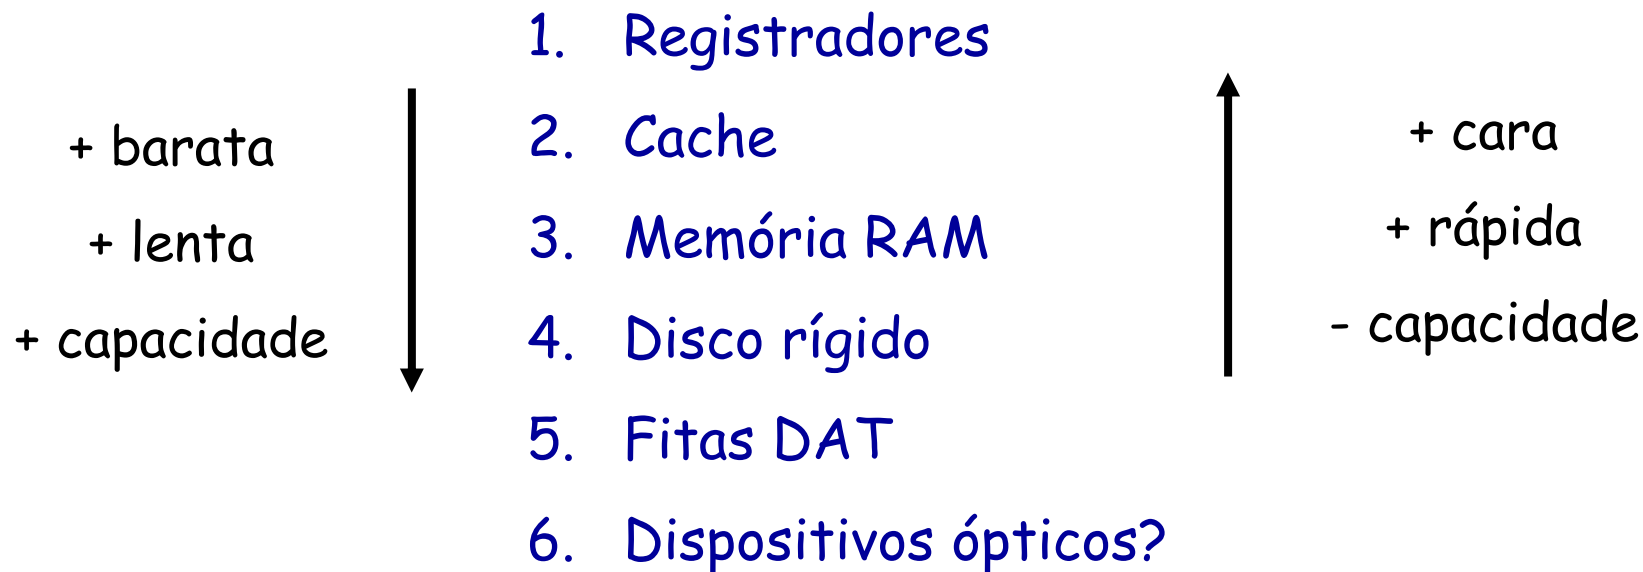 1. Registradores
2. Cache
3. Memória RAM
4. Disco rígido
5. Fitas DAT
6. Dispositivos ópticos?
+ barata
+ lenta
+ capacidade
+ cara
+ rápida
- capacidade